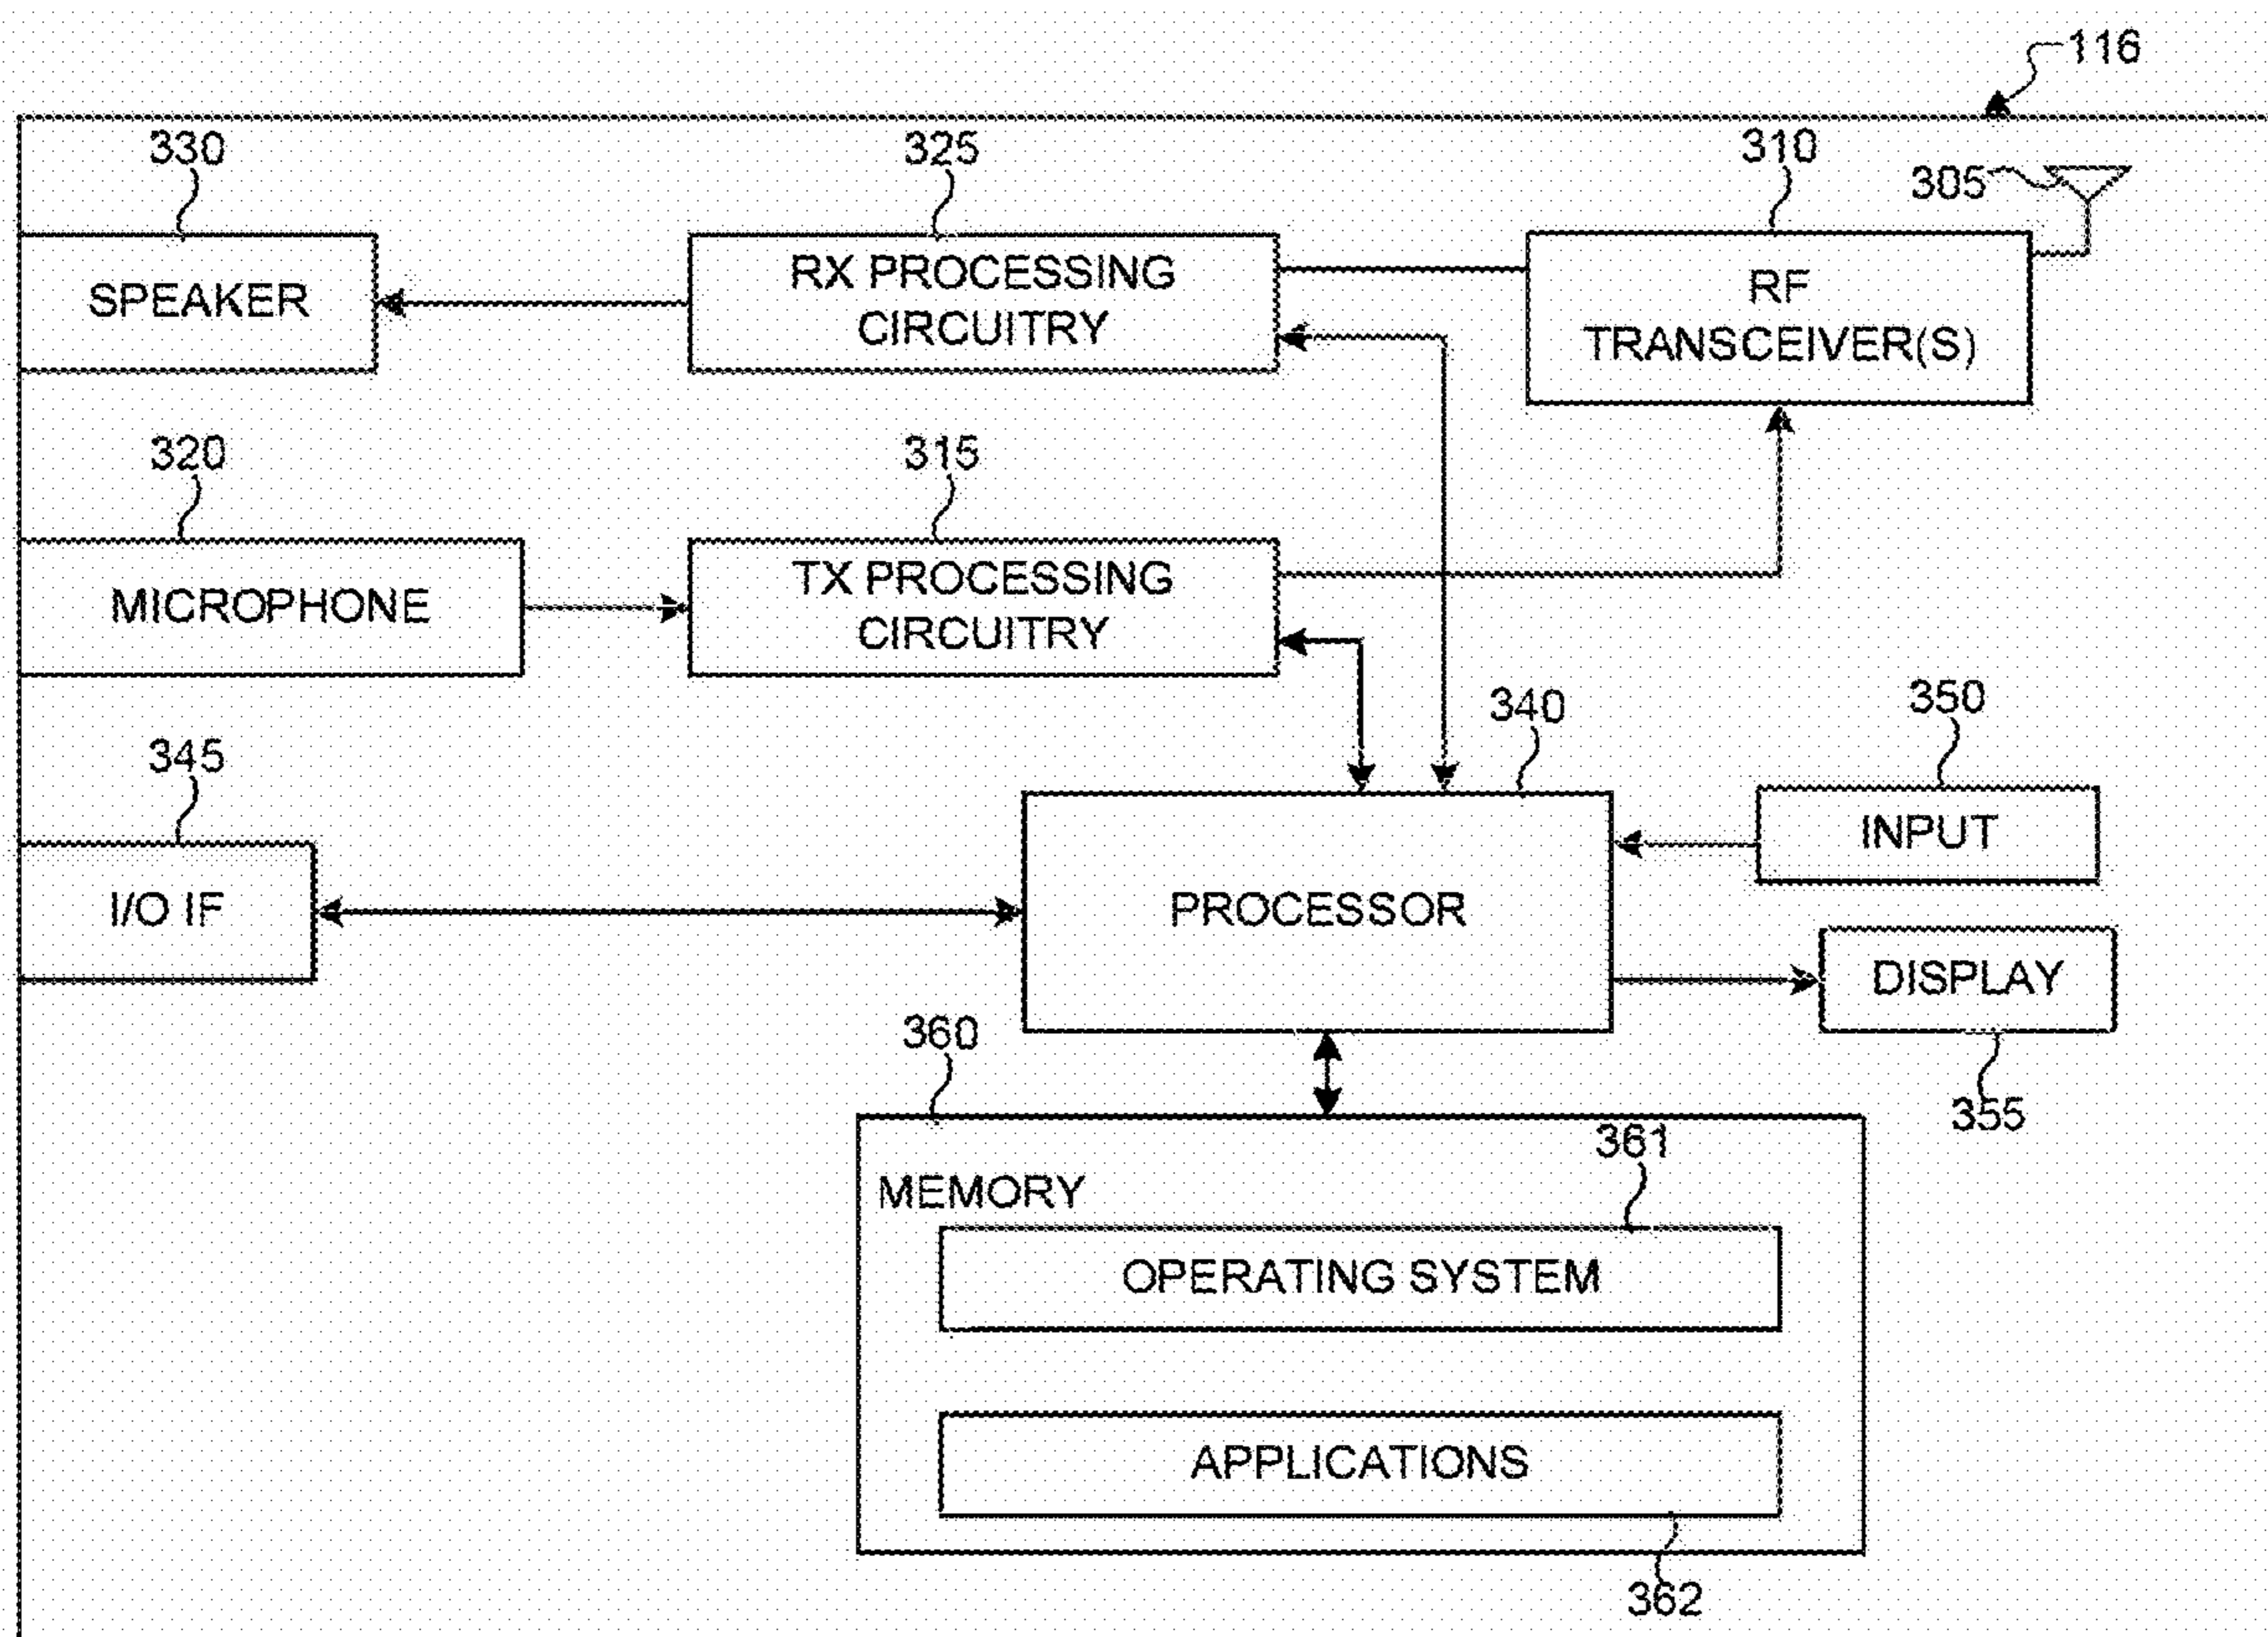 116
330
325
310
305
SPEAKER
RX PROCESSING
CIRCUITRY
RF
TRANSCEIVER(S)
320
315
MICROPHONE
TX PROCESSING
CIRCUITRY
340
350
345
INPUT
I/O IF
PROCESSOR
DISPLAY
360
355
361
MEMORY
OPERATING SYSTEM
APPLICATIONS
362